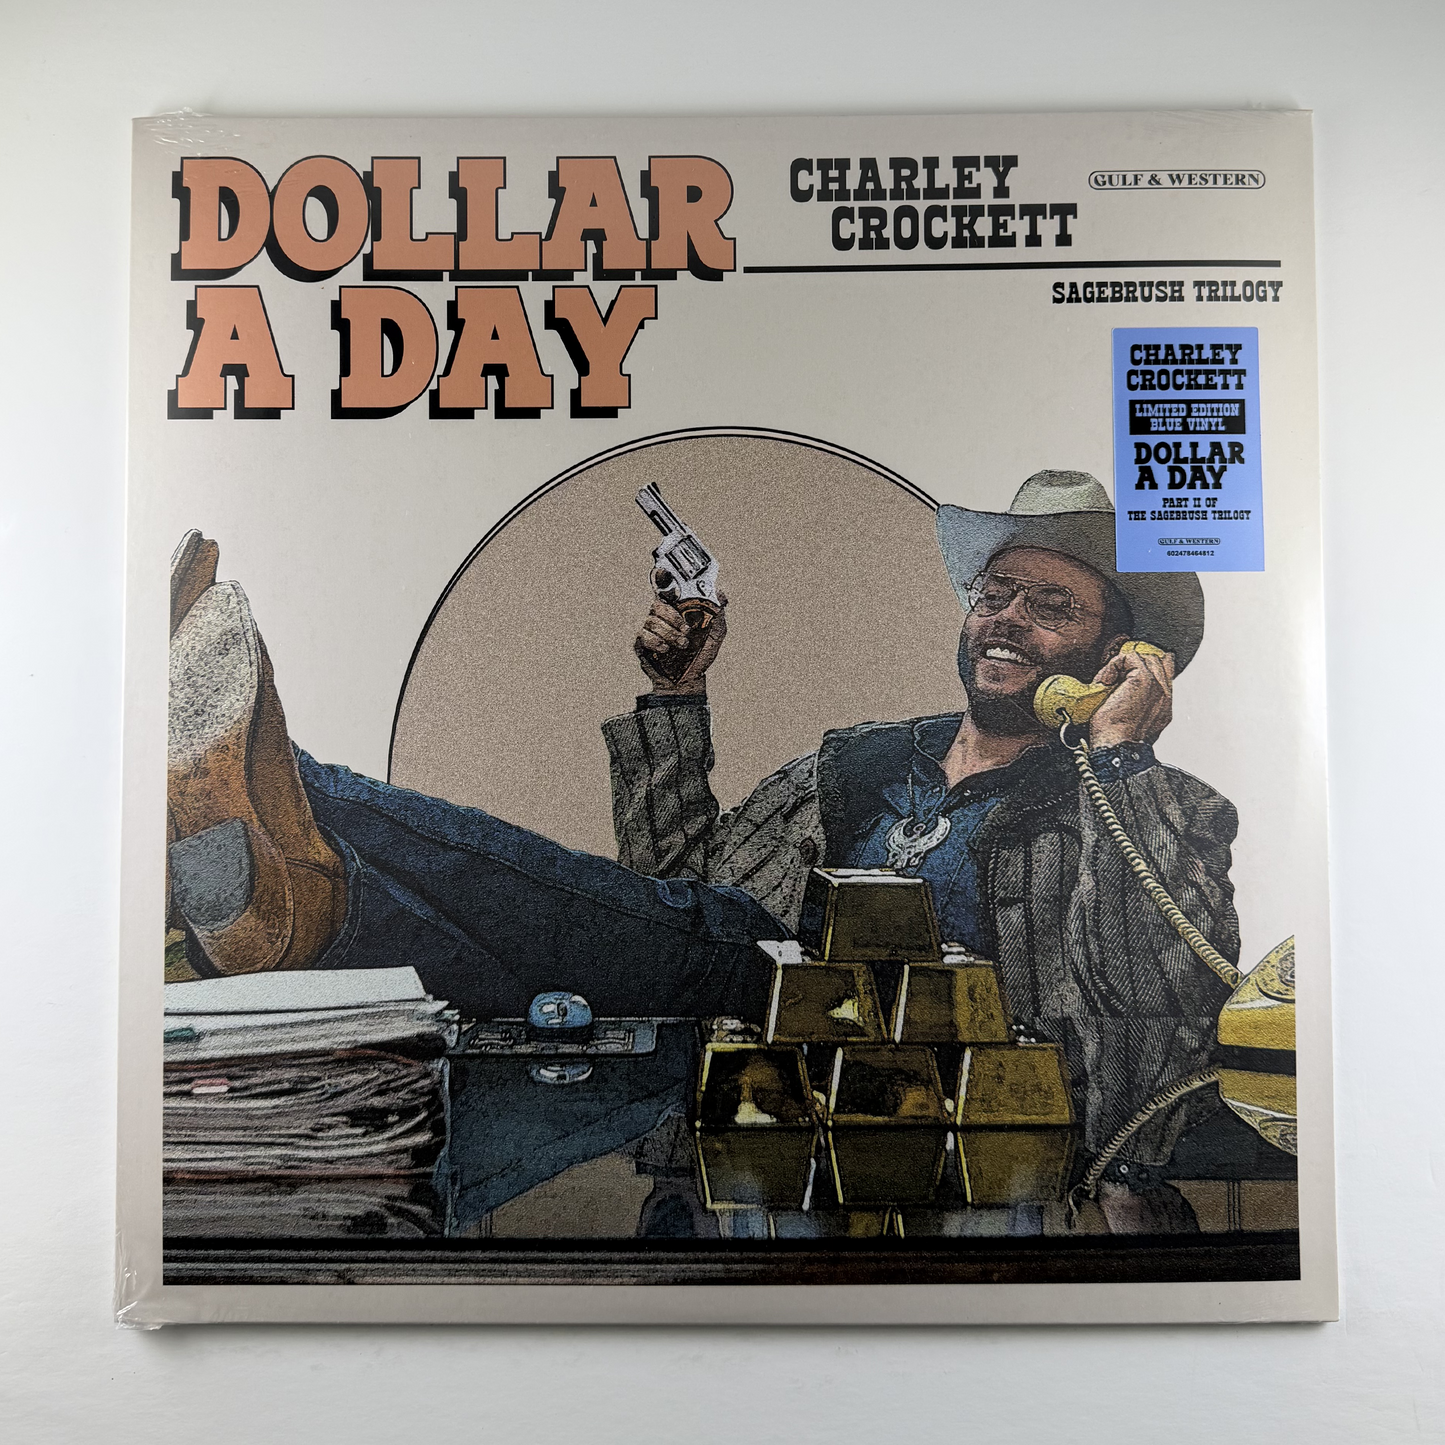 DOLLAR
A DAY
CHARLEY
CROCKETT
GULF & WESTERN
SAGEBRUSH TRILOGY
CHARLEY
CROCKETT
LIMITED EDITION
BLUE VINYL
DOLLAR
A DAY
PART II OF
THE SAGEBRUSH TRILOGY
GULF & WESTERN
602478464812